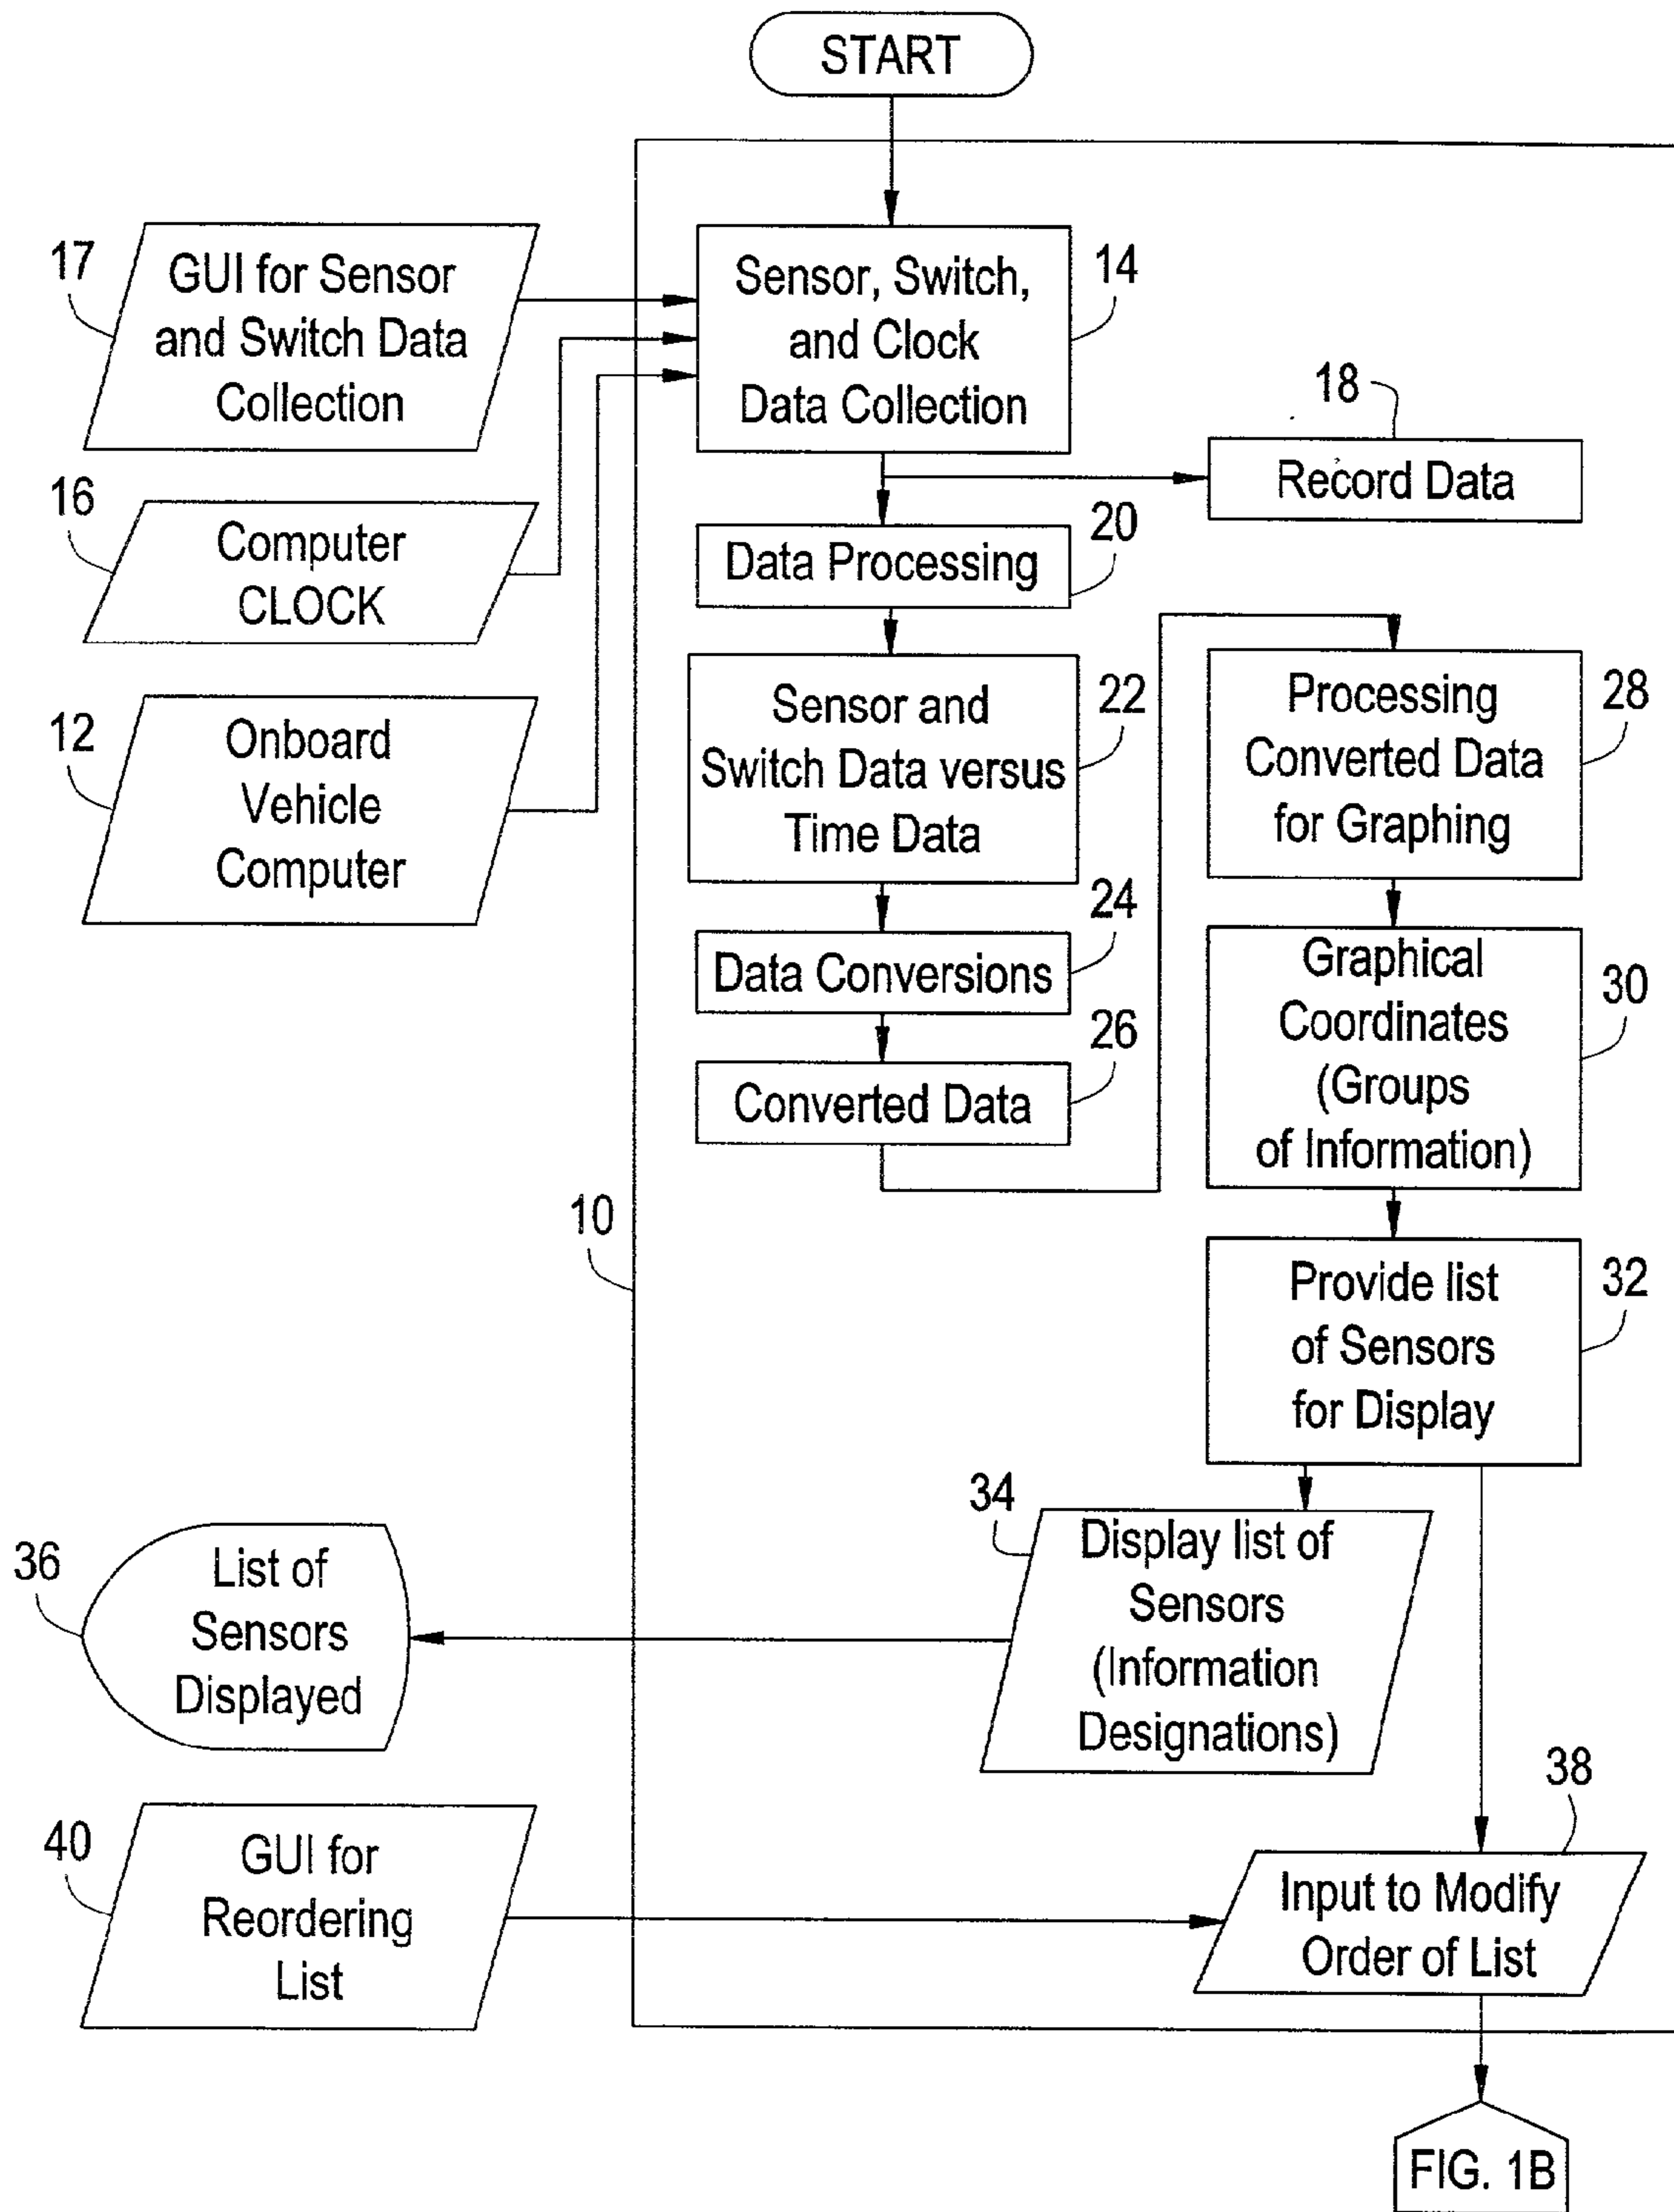 START
17
GUI for Sensor
and Switch Data
Collection
Sensor, Switch,
and Clock
Data Collection
14
18
Record Data
16
Computer
CLOCK
20
Data Processing
12
Onboard
Vehicle
Computer
Sensor and
Switch Data versus
Time Data
22
Processing
Converted Data
for Graphing
28
24
Data Conversions
26
Converted Data
Graphical
Coordinates
(Groups
of Information)
30
10
Provide list
of Sensors
for Display
32
34
Display list of
Sensors
(Information
Designations)
36
List of
Sensors
Displayed
38
40
GUI for
Reordering
List
Input to Modify
Order of List
FIG. 1B